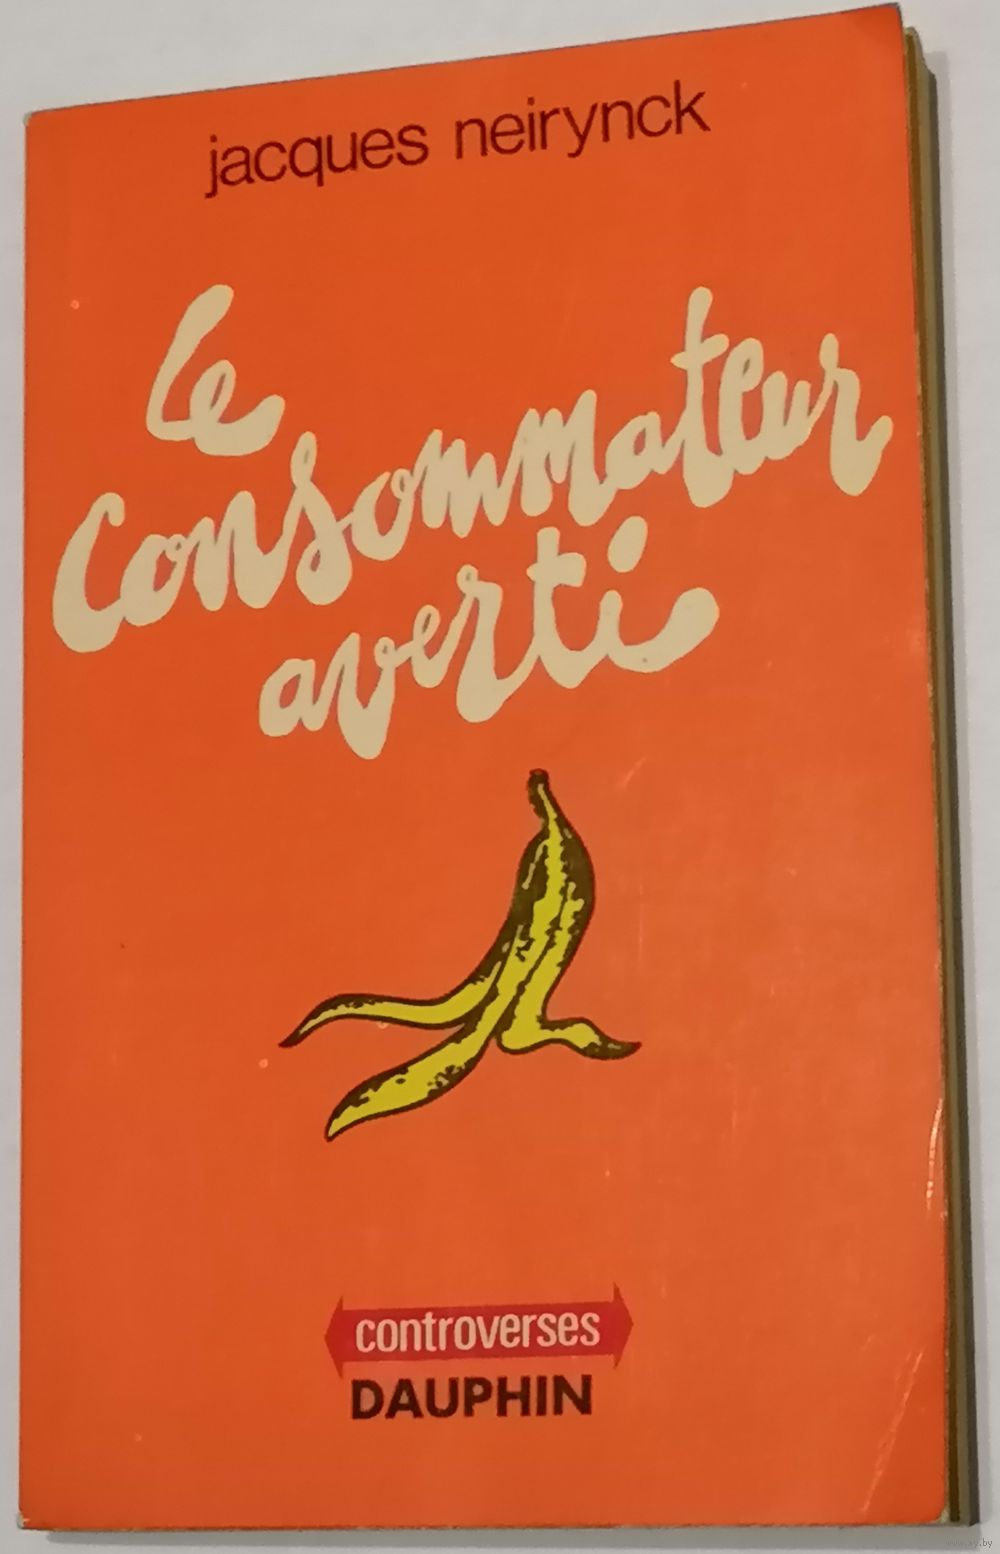 jacques neirynck
le
consommateur
averti
controverses
DAUPHIN